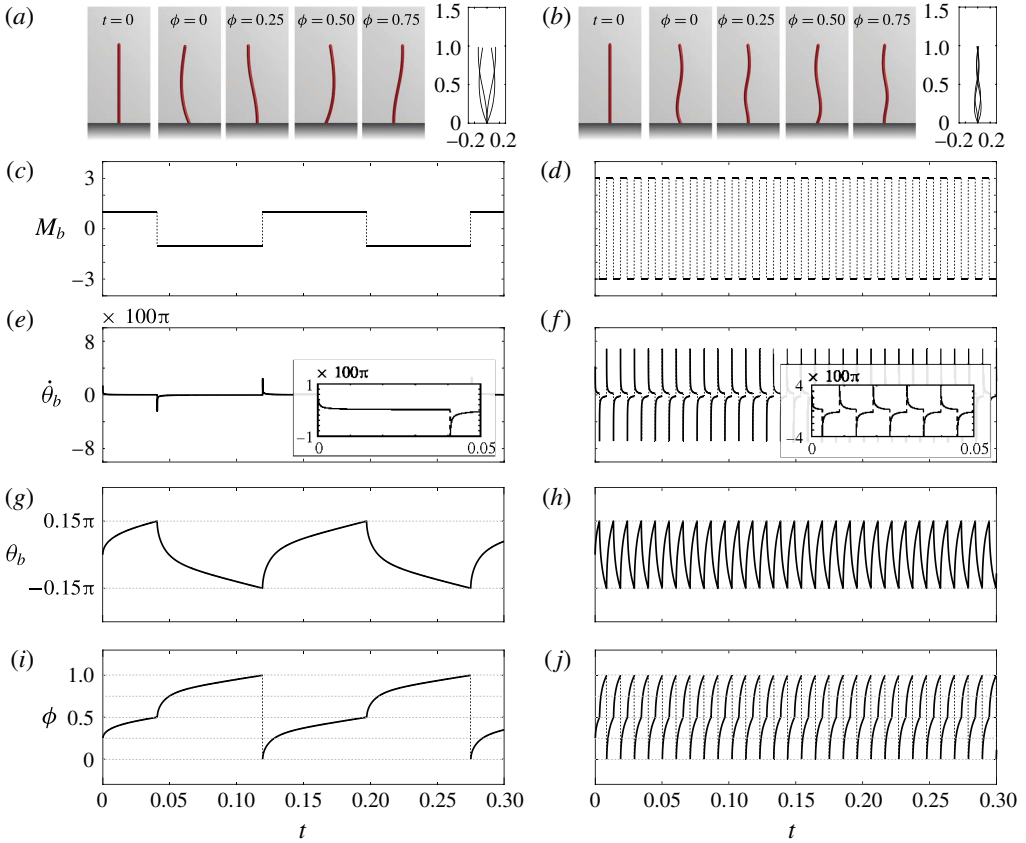 (a) t = 0 ϕ = 0 ϕ = 0.25 ϕ = 0.50 ϕ = 0.75
1.5
1.0
0.5
0
−0.2 0.2
(b) t = 0 ϕ = 0 ϕ = 0.25 ϕ = 0.50 ϕ = 0.75
1.5
1.0
0.5
0
−0.2 0.2
(c)
3
M_b 0
−3
(d)
(e)
× 100π
8
θ̇_b 0
−8
× 100π
1
−1
0 0.05
(f)
× 100π
4
−4
0 0.05
(g)
0.15π
θ_b
−0.15π
(h)
(i)
1.0
ϕ 0.5
0
0 0.05 0.10 0.15 0.20 0.25 0.30
t
(j)
0 0.05 0.10 0.15 0.20 0.25 0.30
t